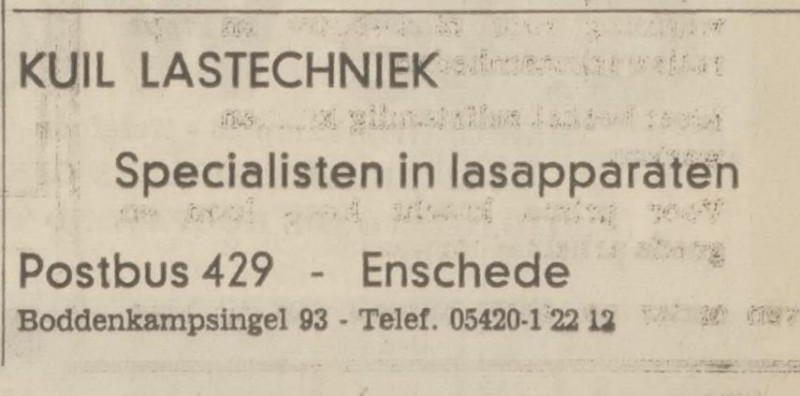 KUIL LASTECHNIEK
Specialisten in lasapparaten
Postbus 429 - Enschede
Boddenkampsingel 93 - Telef. 05420-1 22 12